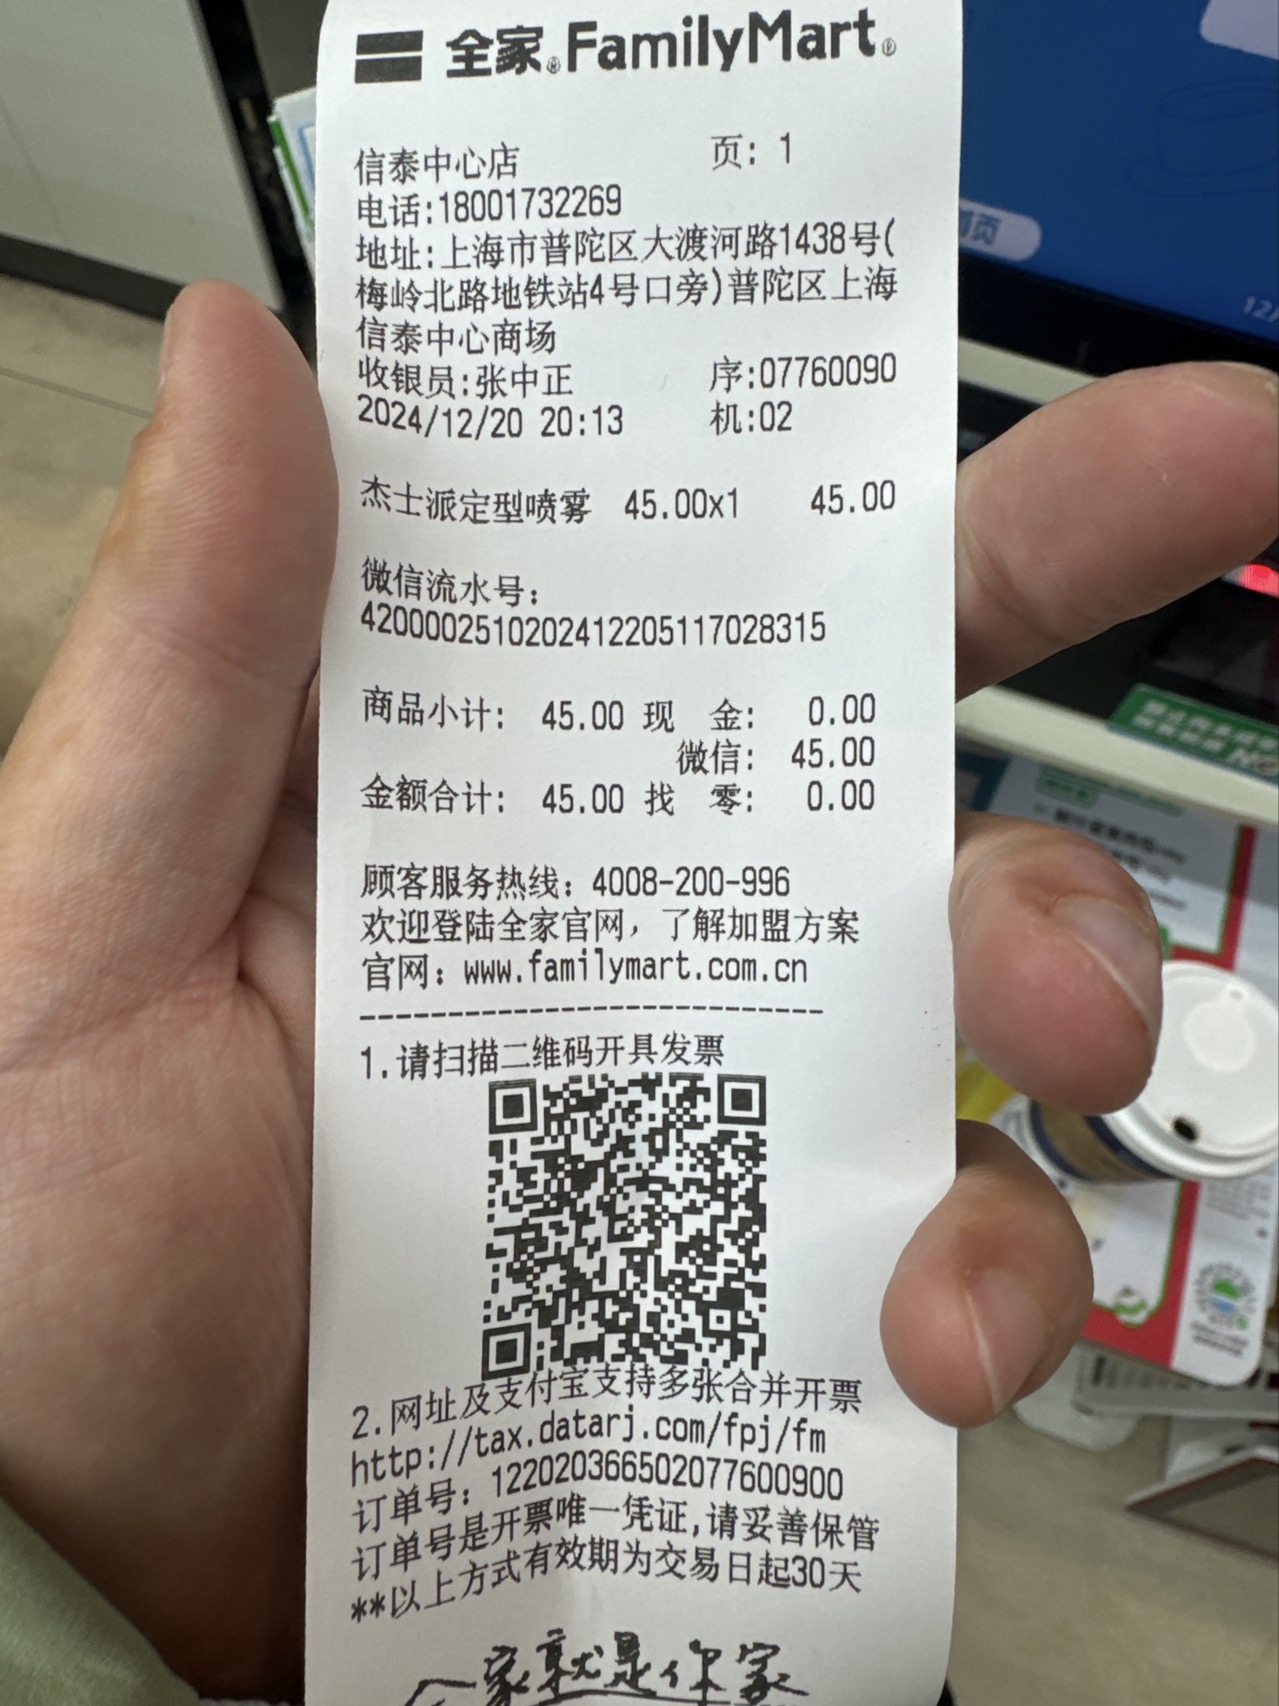 全家 FamilyMart
信泰中心店 页: 1
电话:18001732269
地址:上海市普陀区大渡河路1438号(
梅岭北路地铁站4号口旁)普陀区上海
信泰中心商场
收银员:张中正 序:07760090
2024/12/20 20:13 机:02
杰士派定型喷雾 45.00x1 45.00
微信流水号:
4200002510202412205117028315
商品小计: 45.00 现 金: 0.00
微信: 45.00
金额合计: 45.00 找 零: 0.00
顾客服务热线: 4008-200-996
欢迎登陆全家官网, 了解加盟方案
官网: www.familymart.com.cn
----------------------------
1.请扫描二维码开具发票
2.网址及支付宝支持多张合并开票
http://tax.datarj.com/fpj/fm
订单号: 122020366502077600900
订单号是开票唯一凭证,请妥善保管
**以上方式有效期为交易日起30天
全家就是你家
12/